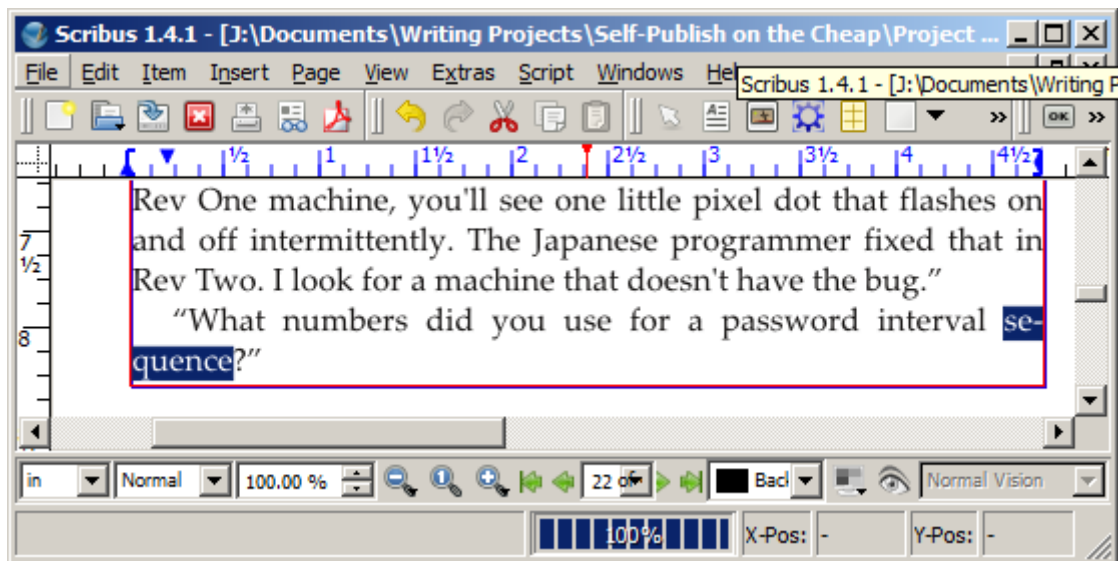 Scribus 1.4.1 - [J:\Documents\Writing Projects\Self-Publish on the Cheap\Project ...
File Edit Item Insert Page View Extras Script Windows Hel
Scribus 1.4.1 - [J:\Documents\Writing P
OK
½ 1 1½ 2 2½ 3 3½ 4 4½
Rev One machine, you'll see one little pixel dot that flashes on
7½
and off intermittently. The Japanese programmer fixed that in
Rev Two. I look for a machine that doesn't have the bug.”
“What numbers did you use for a password interval se-
8
quence?”
in Normal 100.00 % 1 22 of Bacl Normal Vision
100% X-Pos: - Y-Pos: -